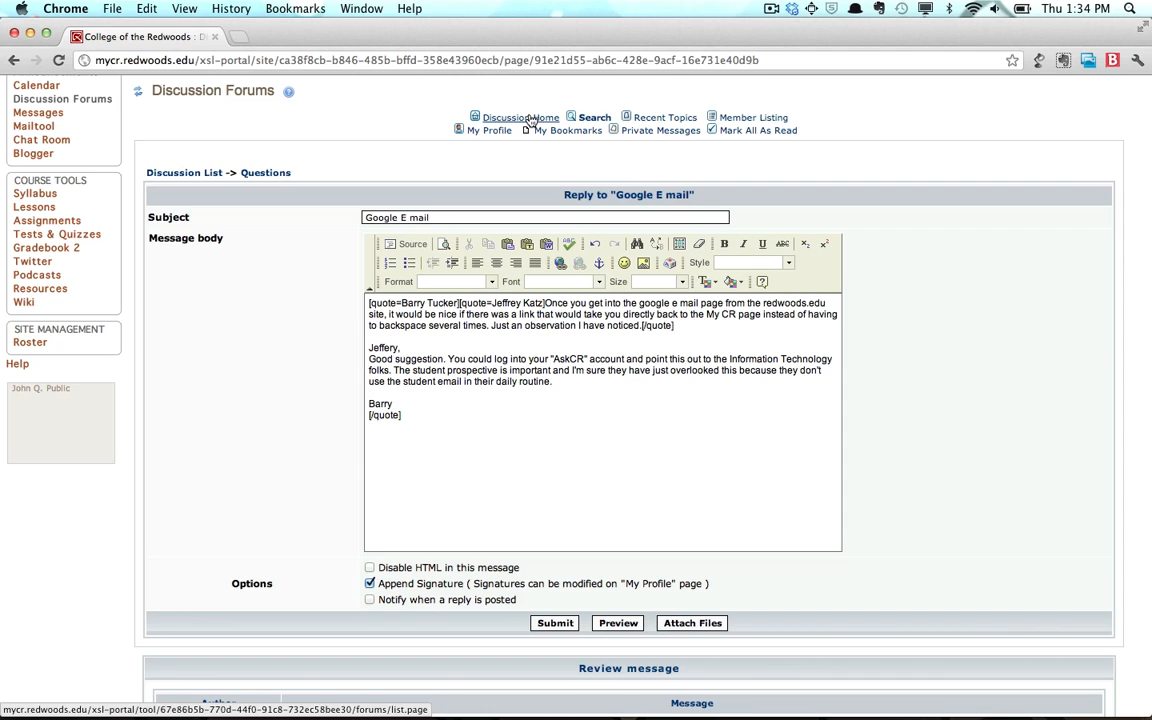 Chrome File Edit View History Bookmarks Window Help Thu 1:34 PM
College of the Redwoods : D
mycr.redwoods.edu/xsl-portal/site/ca38f8cb-b846-485b-bffd-358e43960ecb/page/91e21d55-ab6c-428e-9acf-16e731e40d9b
Calendar
Discussion Forums
Messages
Mailtool
Chat Room
Blogger
COURSE TOOLS
Syllabus
Lessons
Assignments
Tests & Quizzes
Gradebook 2
Twitter
Podcasts
Resources
Wiki
SITE MANAGEMENT
Roster
Help
John Q. Public
Discussion Forums
Discussion Home Search Recent Topics Member Listing
My Profile My Bookmarks Private Messages Mark All As Read
Discussion List -> Questions
Reply to "Google E mail"
Subject Google E mail
Message body
Source ABC B I U ABC x2 x2
Style
Format Font Size
[quote=Barry Tucker][quote=Jeffrey Katz]Once you get into the google e mail page from the redwoods.edu
site, it would be nice if there was a link that would take you directly back to the My CR page instead of having
to backspace several times. Just an observation I have noticed.[/quote]
Jeffery,
Good suggestion. You could log into your "AskCR" account and point this out to the Information Technology
folks. The student prospective is important and I'm sure they have just overlooked this because they don't
use the student email in their daily routine.
Barry
[/quote]
Options
Disable HTML in this message
Append Signature ( Signatures can be modified on "My Profile" page )
Notify when a reply is posted
Submit Preview Attach Files
Review message
Message
mycr.redwoods.edu/xsl-portal/tool/67e86b5b-770d-44f0-91c8-732ec58bee30/forums/list.page